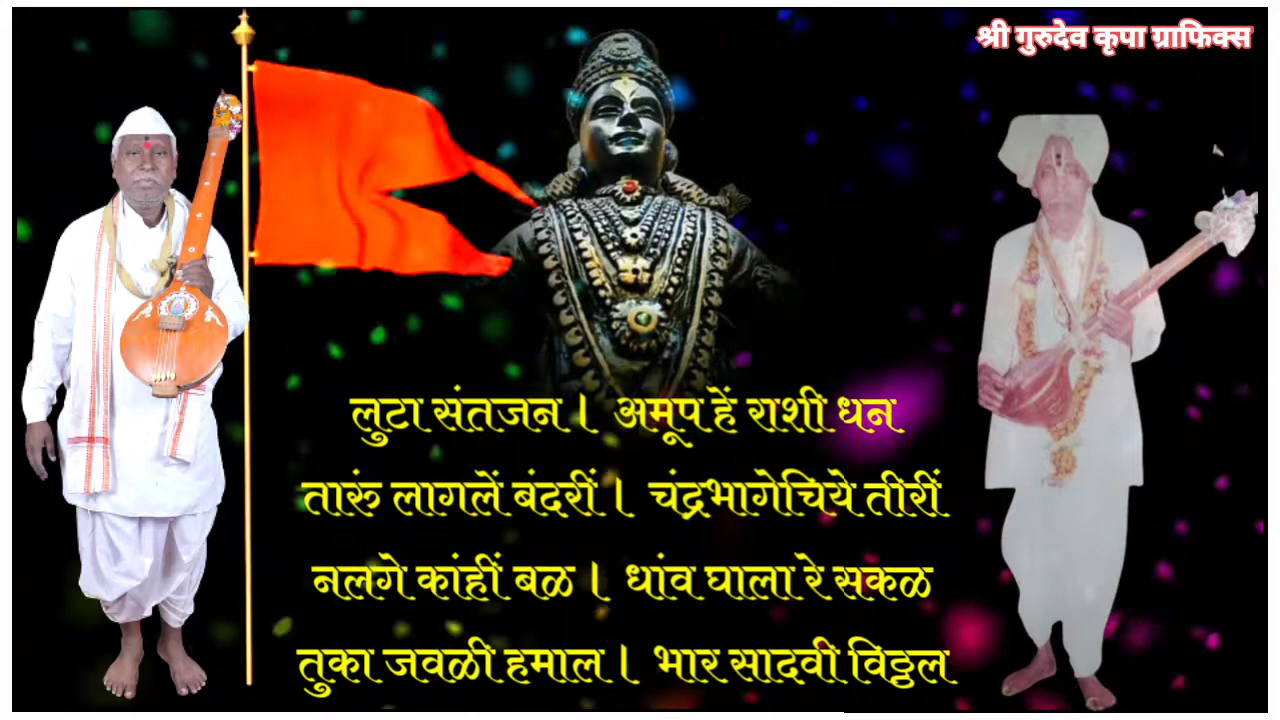 श्री गुरुदेव कृपा ग्राफिक्स
लुटा संतजन । अमूप हें राशी धन
तारुं लागलें बंदरीं । चंद्रभागेचिये तीरीं
नलगे कांहीं बळ । धांव घाला रे सकळ
तुका जवळी हमाल । भार सादवी विठ्ठल